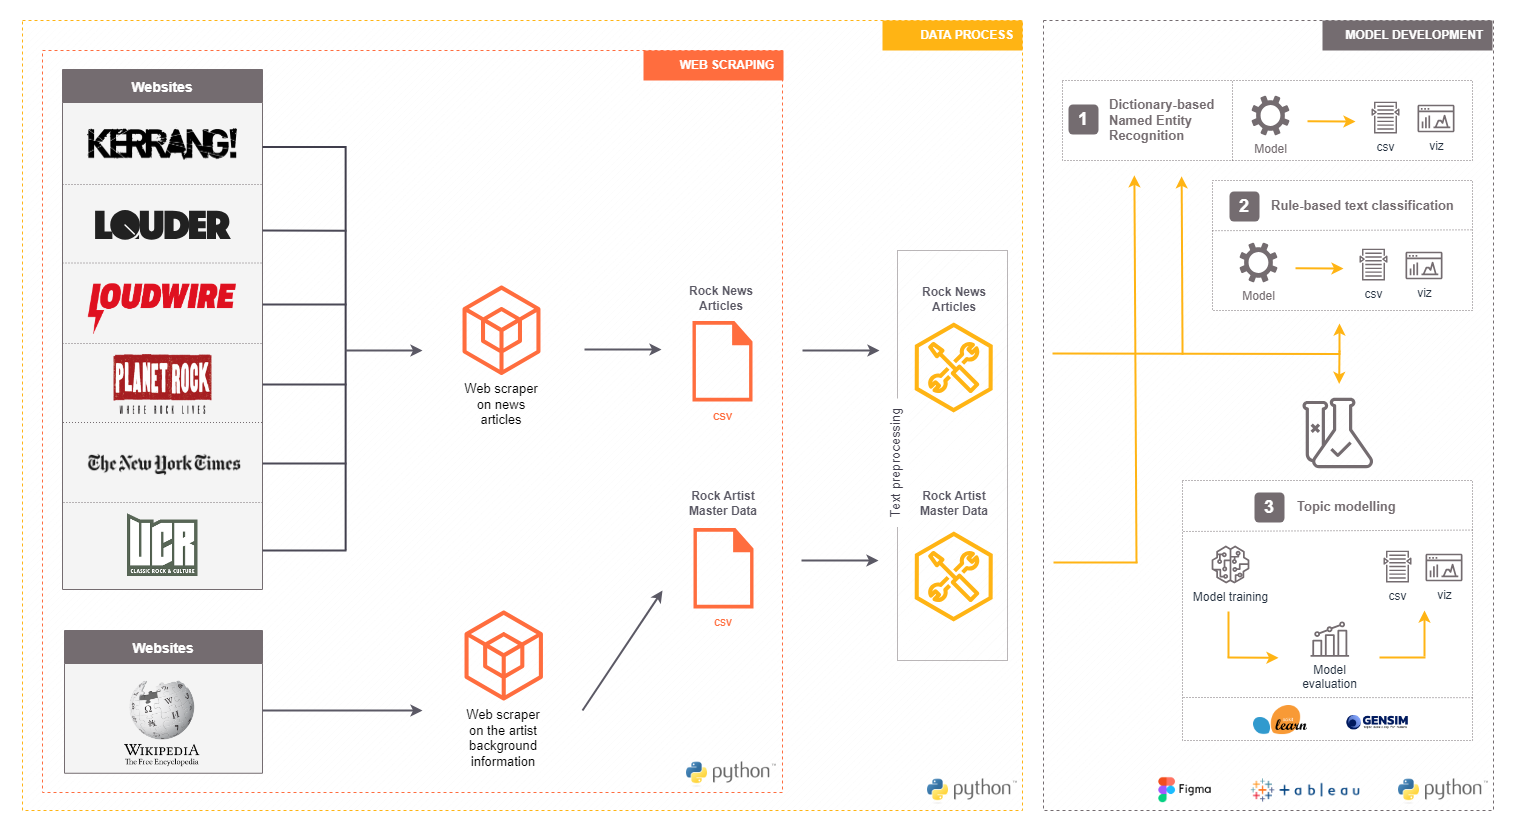 DATA PROCESS
MODEL DEVELOPMENT
WEB SCRAPING
Websites
KERRANG!
LOUDER
LOUDWIRE
PLANET ROCK
WHERE ROCK LIVES
The New York Times
UCR
CLASSIC ROCK & CULTURE
Websites
WIKIPEDIA
The Free Encyclopedia
Web scraper
on news
articles
Web scraper
on the artist
background
information
Rock News
Articles
csv
Rock Artist
Master Data
csv
python™
Text preprocessing
Rock News
Articles
Rock Artist
Master Data
python™
1
Dictionary-based
Named Entity
Recognition
Model
csv
viz
2
Rule-based text classification
Model
csv
viz
3
Topic modelling
Model training
Model
evaluation
csv
viz
learn
GENSIM
Figma
+ableau
python™